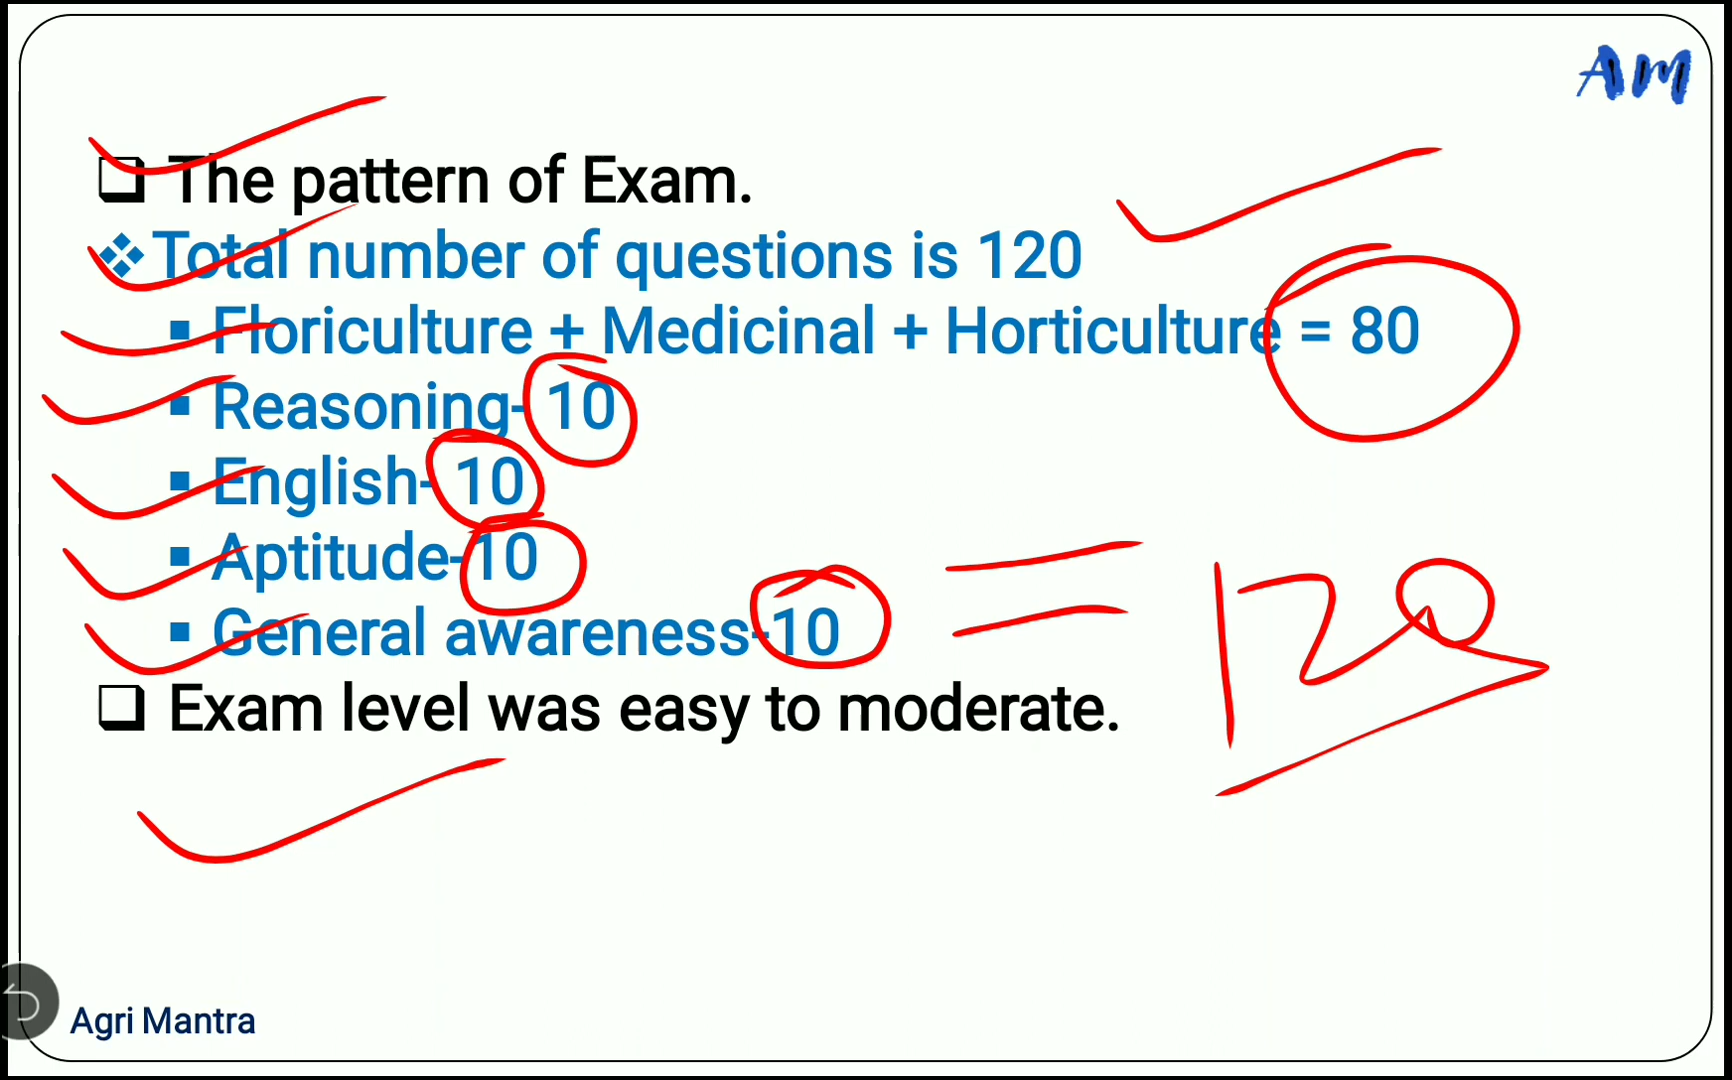 AM
The pattern of Exam.
Total number of questions is 120
Floriculture + Medicinal + Horticulture = 80
Reasoning- 10
English- 10
Aptitude-10
General awareness-10
= 120
Exam level was easy to moderate.
Agri Mantra